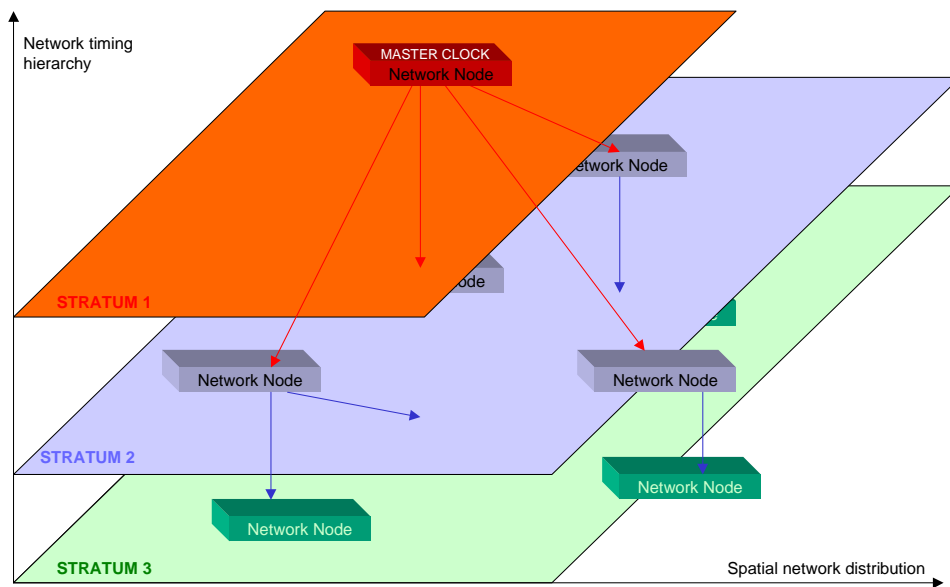 Network timing
hierarchy
MASTER CLOCK
Network Node
Network Node
STRATUM 1
Network Node
Network Node
STRATUM 2
Network Node
Network Node
STRATUM 3
Spatial network distribution